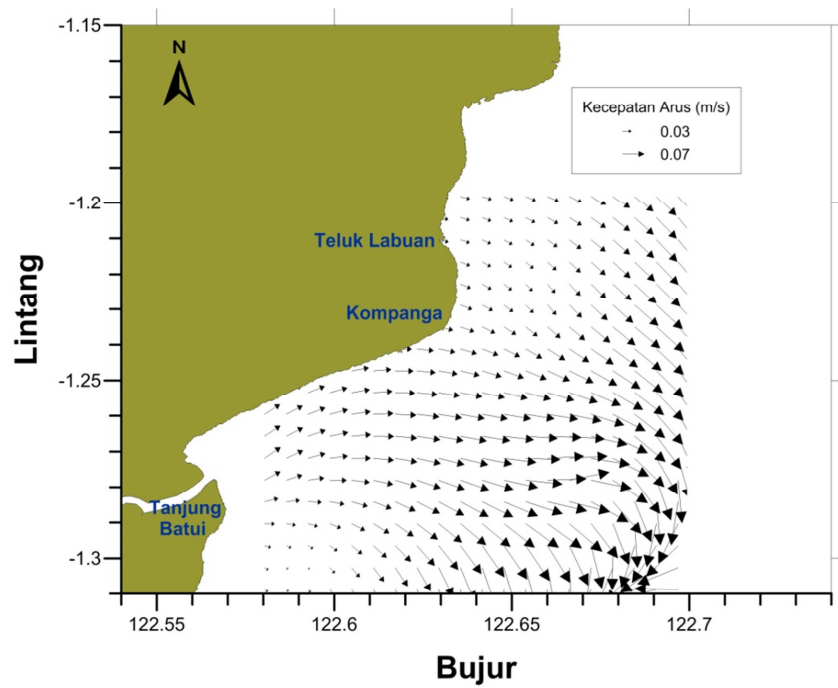 -1.15
N
Kecepatan Arus (m/s)
0.03
0.07
-1.2
Teluk Labuan
Kompanga
Lintang
-1.25
Tanjung
Batui
-1.3
122.55
122.6
122.65
122.7
Bujur